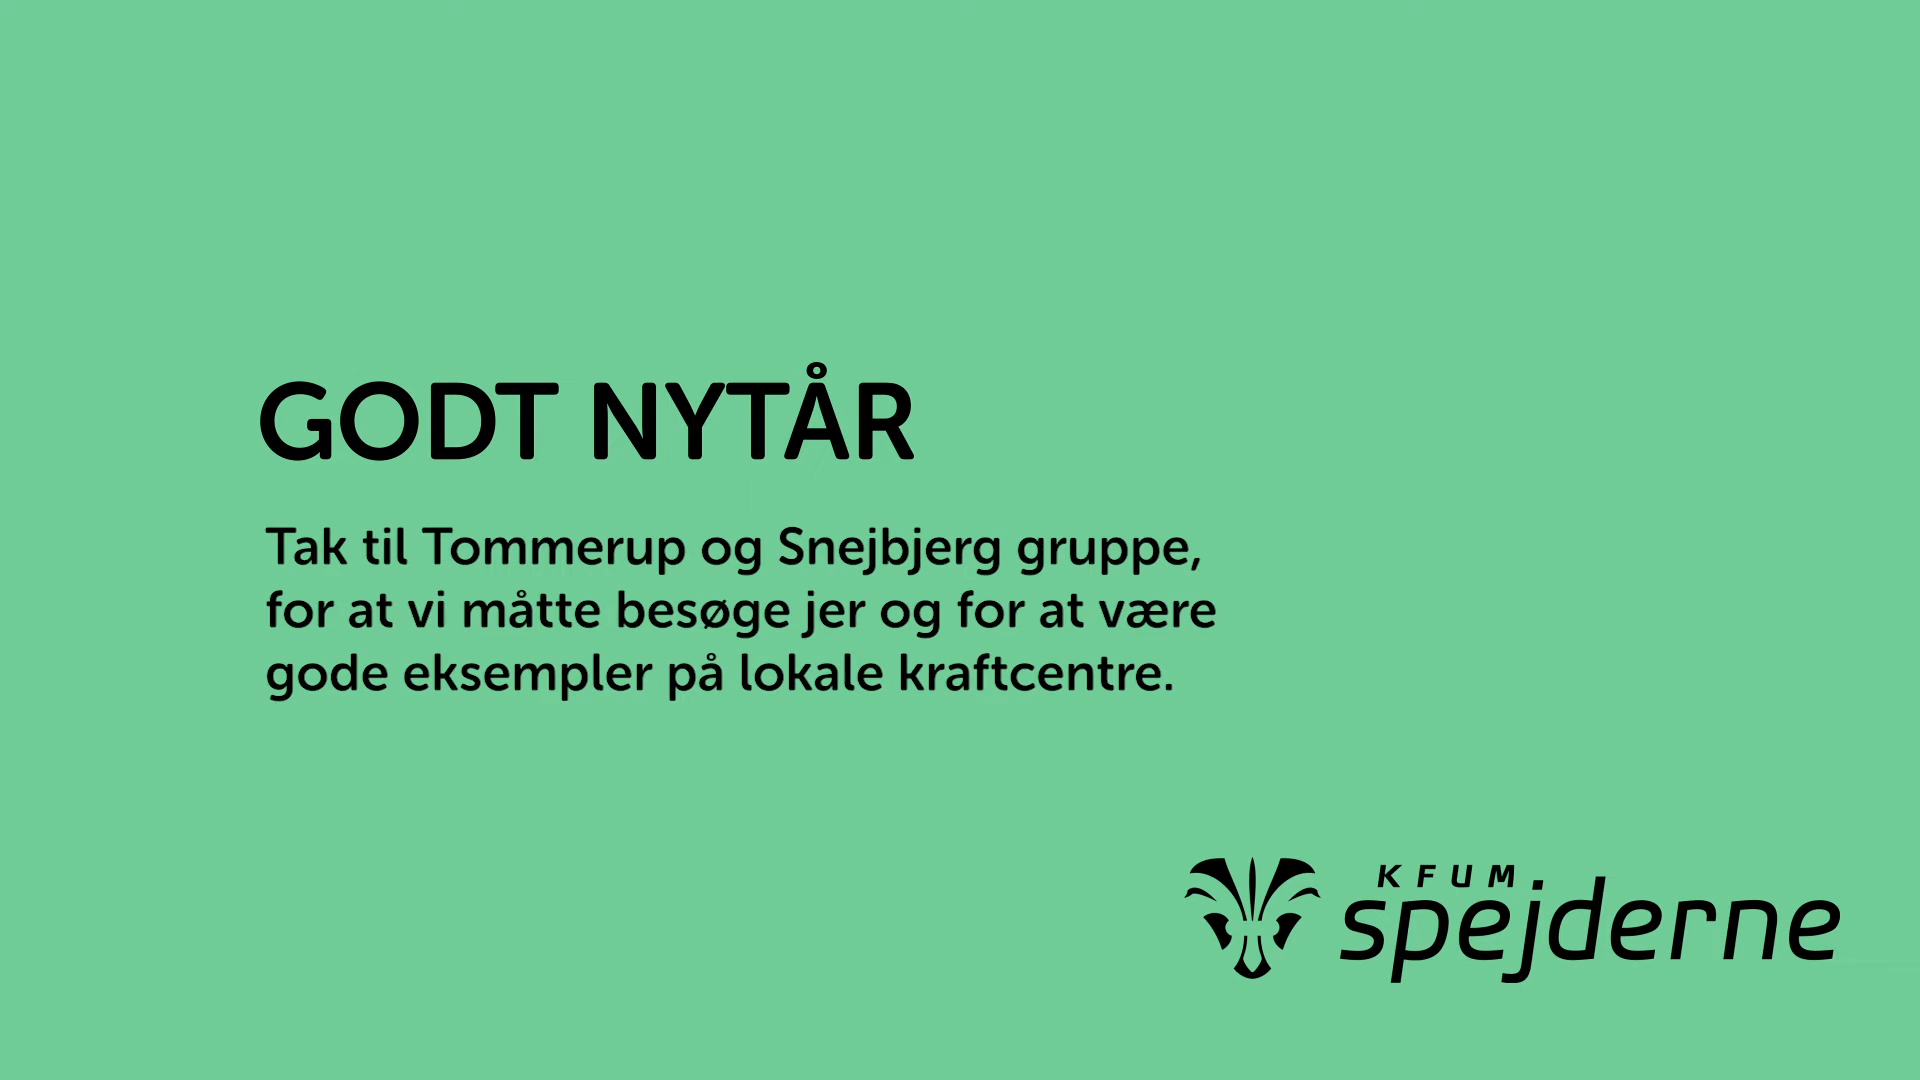 GODT NYTÅR
Tak til Tommerup og Snejbjerg gruppe,
for at vi måtte besøge jer og for at være
gode eksempler på lokale kraftcentre.
KFUM
spejderne